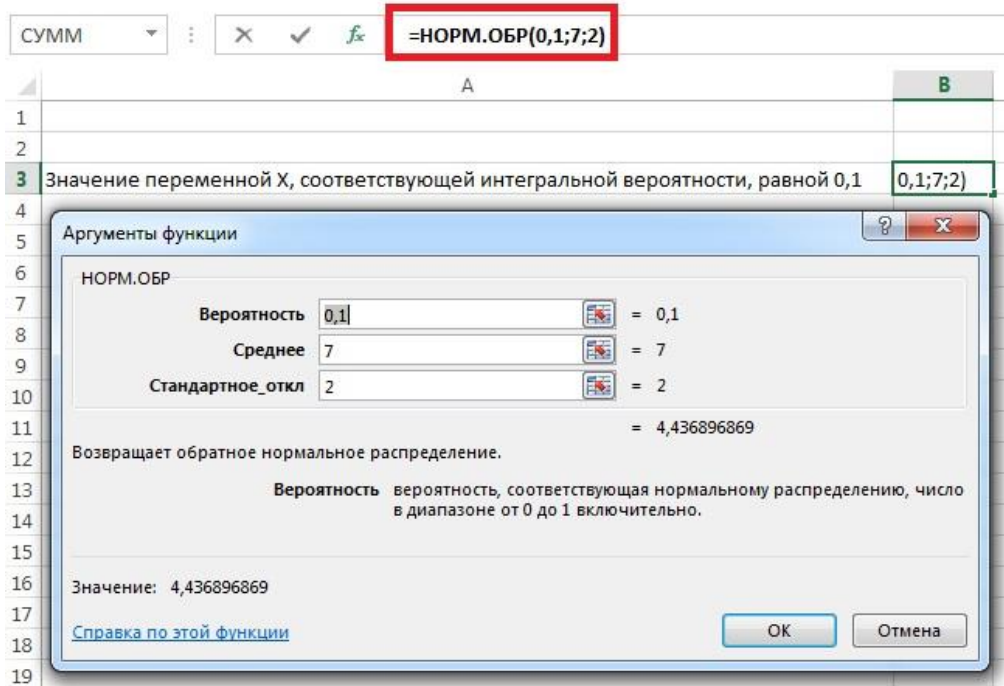 СУММ fx =НОРМ.ОБР(0,1;7;2)
A B
1
2
3 Значение переменной X, соответствующей интегральной вероятности, равной 0,1 0,1;7;2)
4
Аргументы функции ? X
5
6 НОРМ.ОБР
7 Вероятность 0,1 = 0,1
8
9 Среднее 7 = 7
10 Стандартное_откл 2 = 2
11 = 4,436896869
12 Возвращает обратное нормальное распределение.
13 Вероятность вероятность, соответствующая нормальному распределению, число
14 в диапазоне от 0 до 1 включительно.
15
16 Значение: 4,436896869
17
18 Справка по этой функции ОК Отмена
19